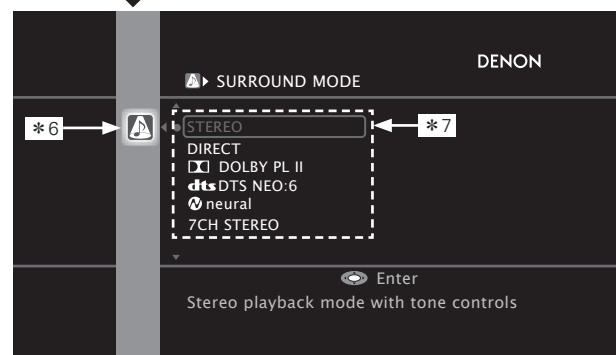 DENON
SURROUND MODE
*6
*7
STEREO
DIRECT
DOLBY PL II
dts DTS NEO:6
neural
7CH STEREO
Enter
Stereo playback mode with tone controls